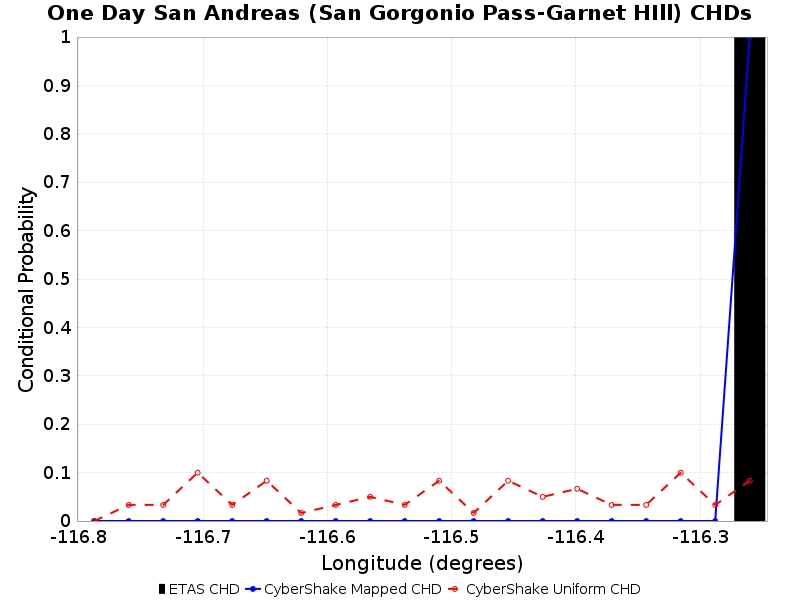 One Day San Andreas (San Gorgonio Pass-Garnet HIll) CHDs
1
0.9
0.8
0.7
0.6
0.5
0.4
0.3
0.2
0.1
0
Conditional Probability
-116.8 -116.7 -116.6 -116.5 -116.4 -116.3
Longitude (degrees)
ETAS CHD CyberShake Mapped CHD CyberShake Uniform CHD